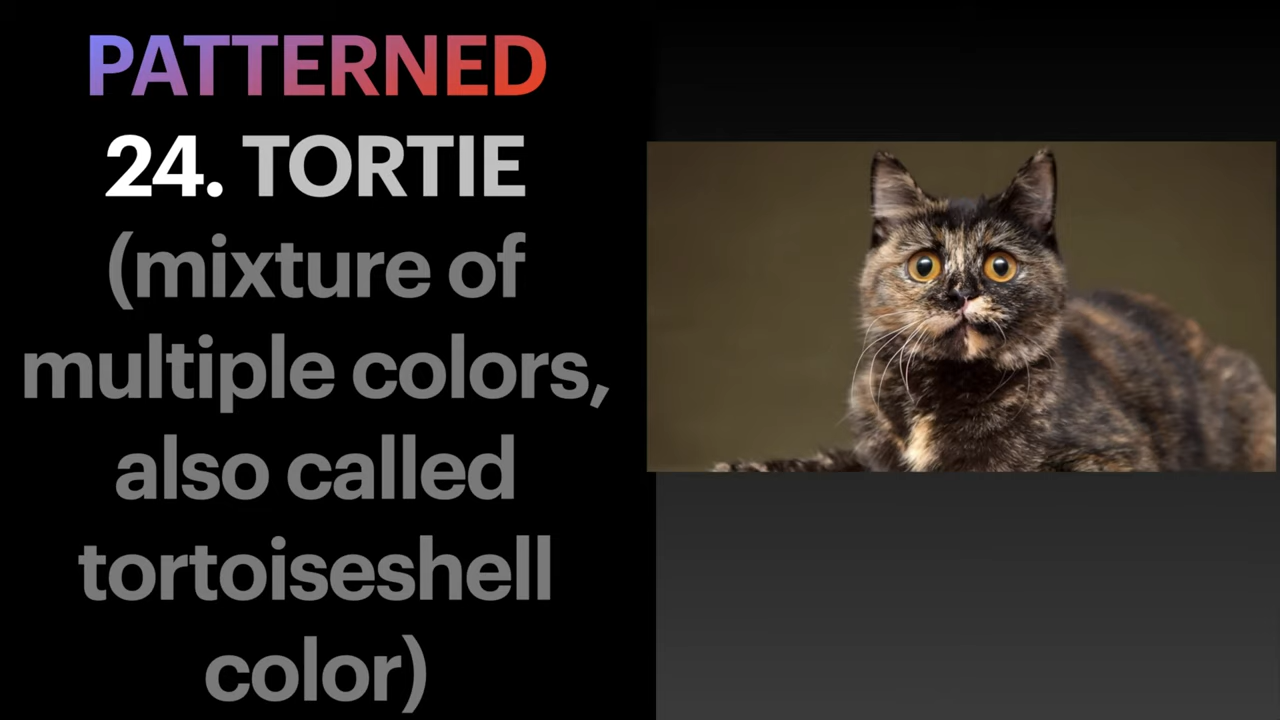 PATTERNED
24. TORTIE
(mixture of
multiple colors,
also called
tortoiseshell
color)